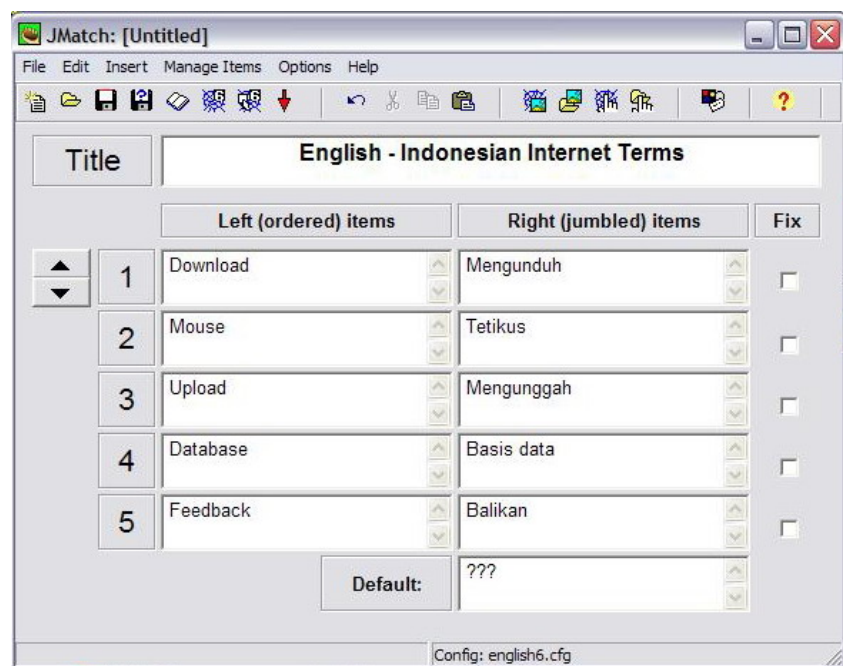 JMatch: [Untitled]
File Edit Insert Manage Items Options Help
Title English - Indonesian Internet Terms
Left (ordered) items Right (jumbled) items Fix
1 Download Mengunduh
2 Mouse Tetikus
3 Upload Mengunggah
4 Database Basis data
5 Feedback Balikan
Default: ???
Config: english6.cfg